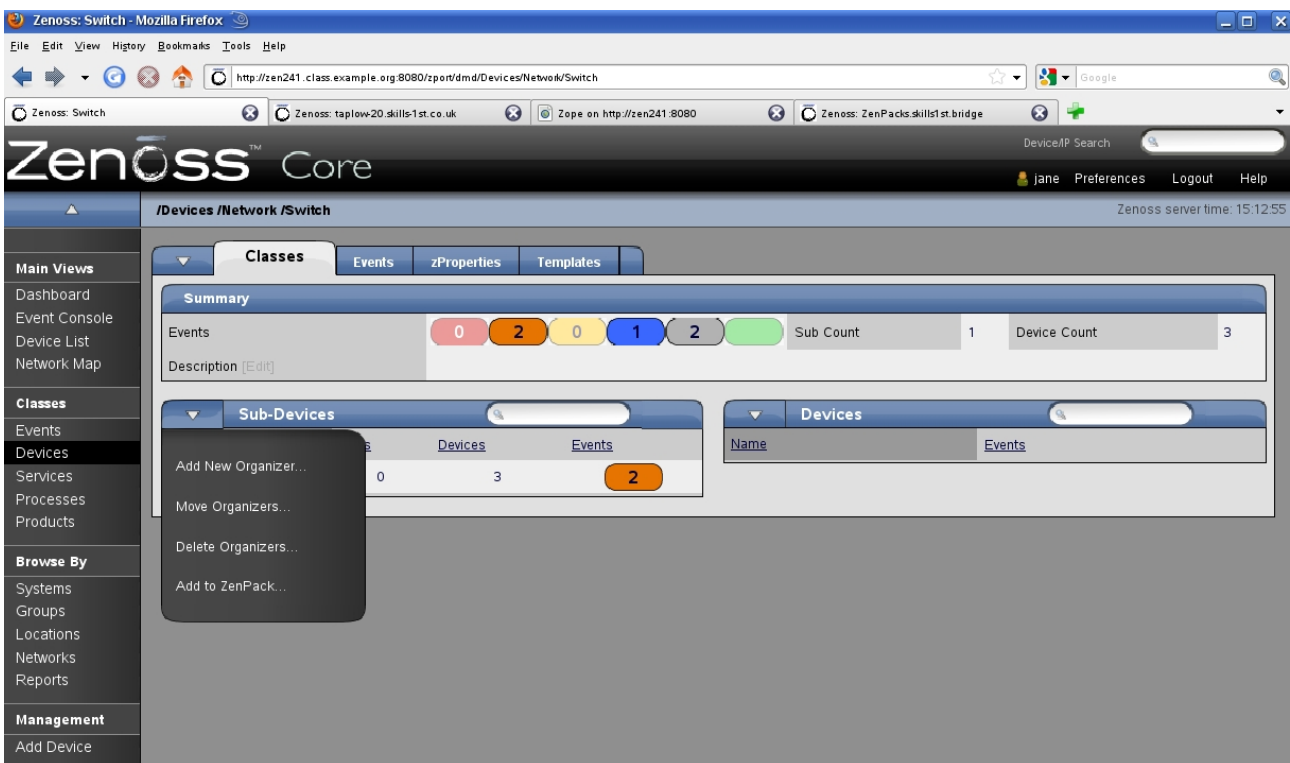 Zenoss: Switch - Mozilla Firefox
File Edit View History Bookmarks Tools Help
http://zen241.class.example.org:8080/zport/dmd/Devices/Network/Switch
Google
Zenoss: Switch
Zenoss: taplow-20.skills-1st.co.uk
Zope on http://zen241:8080
Zenoss: ZenPacks.skills1st.bridge
Zenoss™ Core
Device/IP Search
jane Preferences Logout Help
/Devices /Network /Switch
Zenoss server time: 15:12:55
Main Views
Dashboard
Event Console
Device List
Network Map
Classes
Events
Devices
Services
Processes
Products
Browse By
Systems
Groups
Locations
Networks
Reports
Management
Add Device
Classes Events zProperties Templates
Summary
Events 0 2 0 1 2 Sub Count 1 Device Count 3
Description [Edit]
Sub-Devices
s Devices Events
0 3 2
Add New Organizer...
Move Organizers...
Delete Organizers...
Add to ZenPack...
Devices
Name Events